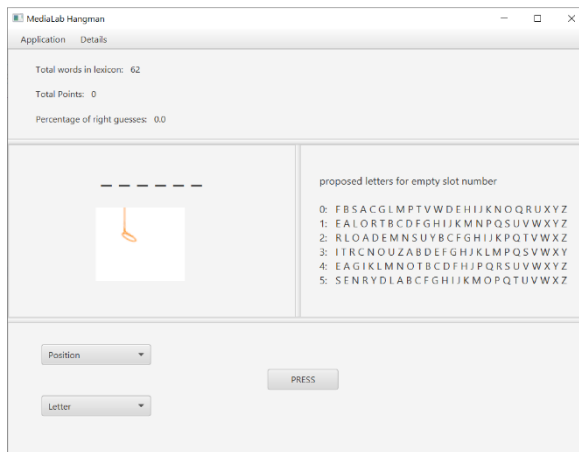 MediaLab Hangman
Application Details
Total words in lexicon: 62
Total Points: 0
Percentage of right guesses: 0.0
_ _ _ _ _ _
proposed letters for empty slot number
0: F B S A C G L M P T V W D E H I J K N O Q R U X Y Z
1: E A L O R T B C D F G H I J K M N P Q S U V W X Y Z
2: R L O A D E M N S U Y B C F G H I J K P Q T V W X Z
3: I T R C N O U Z A B D E F G H J K L M P Q S V W X Y
4: E A G I K L M N O T B C D F H J P Q R S U V W X Y Z
5: S E N R Y D L A B C F G H I J K M O P Q T U V W X Z
Position
PRESS
Letter